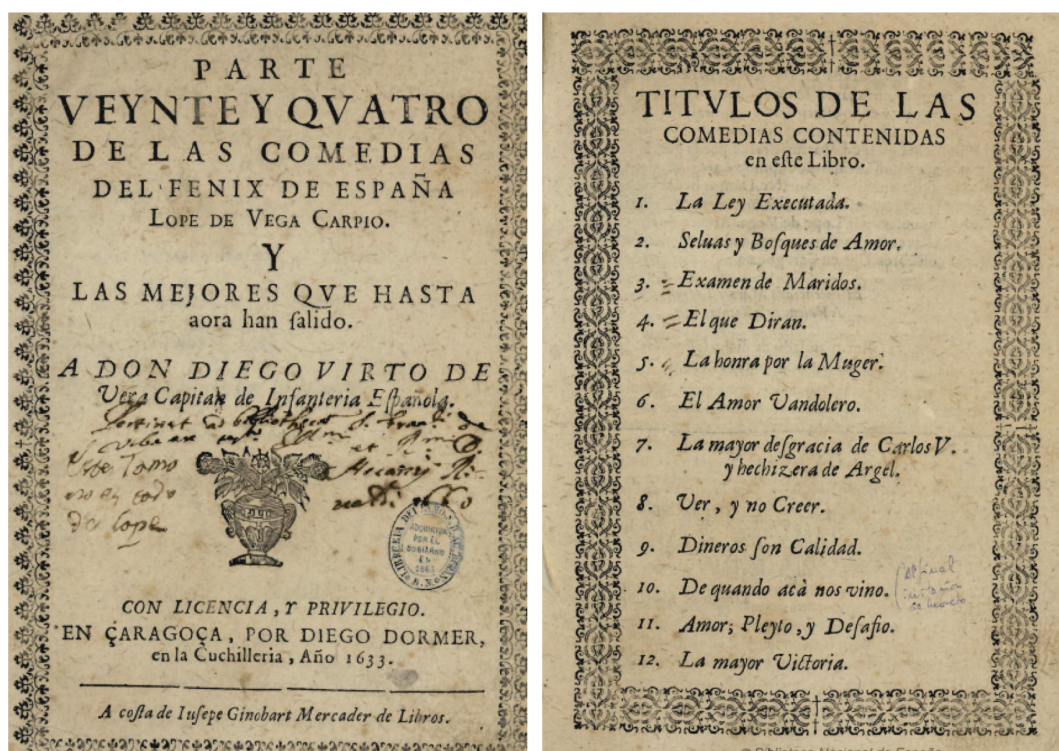 PARTE
VEYNTE Y QVATRO
DE LAS COMEDIAS
DEL FENIX DE ESPAÑA
LOPE DE VEGA CARPIO.
Y
LAS MEJORES QVE HASTA
aora han ſalido.
A DON DIEGO VIRTO DE
Vera Capitan de Infanteria Eſpañola.
Este Tomo
no es todo
de lope
CON LICENCIA, Y PRIVILEGIO.
EN ÇARAGOÇA, POR DIEGO DORMER,
en la Cuchilleria, Año 1633.
A coſta de Iuſepe Ginobart Mercader de Libros.
TITVLOS DE LAS
COMEDIAS CONTENIDAS
en eſte Libro.
1. La Ley Executada.
2. Seluas y Boſques de Amor.
3. Examen de Maridos.
4. El que Diran.
5. La honra por la Muger.
6. El Amor Vandolero.
7. La mayor deſgracia de Carlos V.
y hechizera de Argel.
8. Ver, y no Creer.
9. Dineros ſon Calidad.
10. De quando acà nos vino.
11. Amor, Pleyto, y Deſafio.
12. La mayor Victoria.